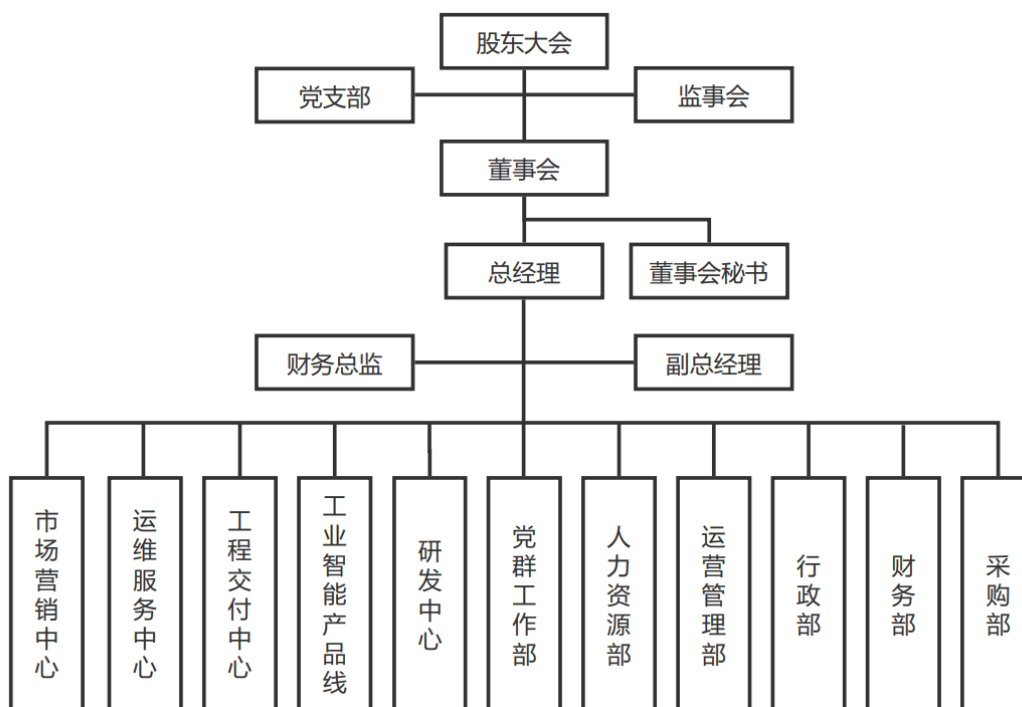 股东大会
党支部
监事会
董事会
总经理
董事会秘书
财务总监
副总经理
市场营销中心
运维服务中心
工程交付中心
工业智能产品线
研发中心
党群工作部
人力资源部
运营管理部
行政部
财务部
采购部